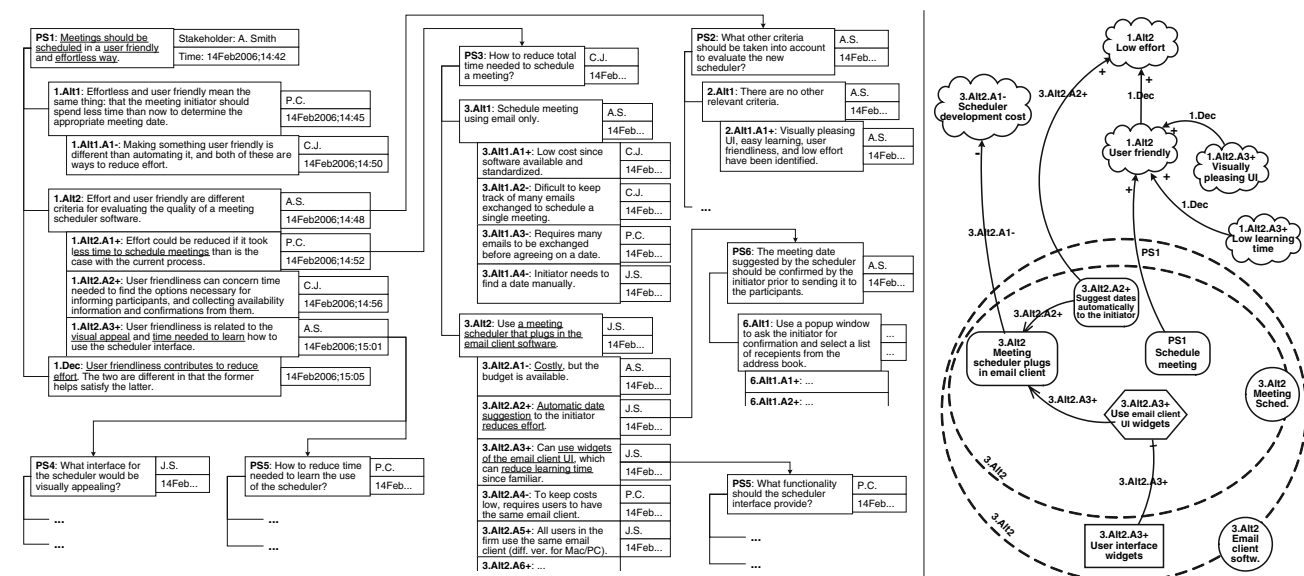 PS1: Meetings should be
scheduled in a user friendly
and effortless way.
Stakeholder: A. Smith
Time: 14Feb2006;14:42
1.Alt1: Effortless and user friendly mean the
same thing: that the meeting initiator should
spend less time than now to determine the
appropriate meeting date.
P.C.
14Feb2006;14:45
1.Alt1.A1-: Making something user friendly is
different than automating it, and both of these are
ways to reduce effort.
C.J.
14Feb2006;14:50
1.Alt2: Effort and user friendly are different
criteria for evaluating the quality of a meeting
scheduler software.
A.S.
14Feb2006;14:48
1.Alt2.A1+: Effort could be reduced if it took
less time to schedule meetings than is the
case with the current process.
P.C.
14Feb2006;14:52
1.Alt2.A2+: User friendliness can concern time
needed to find the options necessary for
informing participants, and collecting availability
information and confirmations from them.
C.J.
14Feb2006;14:56
1.Alt2.A3+: User friendliness is related to the
visual appeal and time needed to learn how to
use the scheduler interface.
A.S.
14Feb2006;15:01
1.Dec: User friendliness contributes to reduce
effort. The two are different in that the former
helps satisfy the latter.
14Feb2006;15:05
PS4: What interface for
the scheduler would be
visually appealing?
J.S.
14Feb...
...
...
PS5: How to reduce time
needed to learn the use
of the scheduler?
P.C.
14Feb...
...
...
PS3: How to reduce total
time needed to schedule
a meeting?
C.J.
14Feb...
3.Alt1: Schedule meeting
using email only.
A.S.
14Feb...
3.Alt1.A1+: Low cost since
software available and
standardized.
C.J.
14Feb...
3.Alt1.A2-: Dificult to keep
track of many emails
exchanged to schedule a
single meeting.
C.J.
14Feb...
3.Alt1.A3-: Requires many
emails to be exchanged
before agreeing on a date.
P.C.
14Feb...
3.Alt1.A4-: Initiator needs to
find a date manually.
J.S.
14Feb...
3.Alt2: Use a meeting
scheduler that plugs in the
email client software.
J.S.
14Feb...
3.Alt2.A1-: Costly, but the
budget is available.
A.S.
14Feb...
3.Alt2.A2+: Automatic date
suggestion to the initiator
reduces effort.
J.S.
14Feb...
3.Alt2.A3+: Can use widgets
of the email client UI, which
can reduce learning time
since familiar.
J.S.
14Feb...
3.Alt2.A4-: To keep costs
low, requires users to have
the same email client.
P.C.
14Feb...
3.Alt2.A5+: All users in the
firm use the same email
client (diff. ver. for Mac/PC).
J.S.
14Feb...
3.Alt2.A6+: ...
PS2: What other criteria
should be taken into account
to evaluate the new
scheduler?
A.S.
14Feb...
2.Alt1: There are no other
relevant criteria.
A.S.
14Feb...
2.Alt1.A1+: Visually pleasing
UI, easy learning, user
friendliness, and low effort
have been identified.
P.C.
14Feb...
...
PS6: The meeting date
suggested by the scheduler
should be confirmed by the
initiator prior to sending it to
the participants.
A.S.
14Feb...
6.Alt1: Use a popup window
to ask the initiator for
confirmation and select a list
of recepients from the
address book.
...
...
6.Alt1.A1+: ...
6.Alt1.A2+: ...
PS5: What functionality
should the scheduler
interface provide?
P.C.
14Feb...
...
...
1.Alt2
Low effort
+
+
3.Alt2.A1-
Scheduler
development cost
3.Alt2.A2+
1.Dec
1.Dec
-
+
1.Alt2
User friendly
+
+
+
1.Alt2.A3+
Visually
pleasing UI
1.Dec
1.Alt2.A3+
Low learning
time
3.Alt2.A1-
PS1
3.Alt2.A2+
Suggest dates
automatically
to the initiator
3.Alt2.A2+
3.Alt2
Meeting
scheduler plugs
in email client
PS1
Schedule
meeting
3.Alt2.A3+
3.Alt2.A3+
Use email client
UI widgets
3.Alt2
Meeting
Sched.
3.Alt2
3.Alt2.A3+
3.Alt2
3.Alt2.A3+
User interface
widgets
3.Alt2
Email
client
softw.